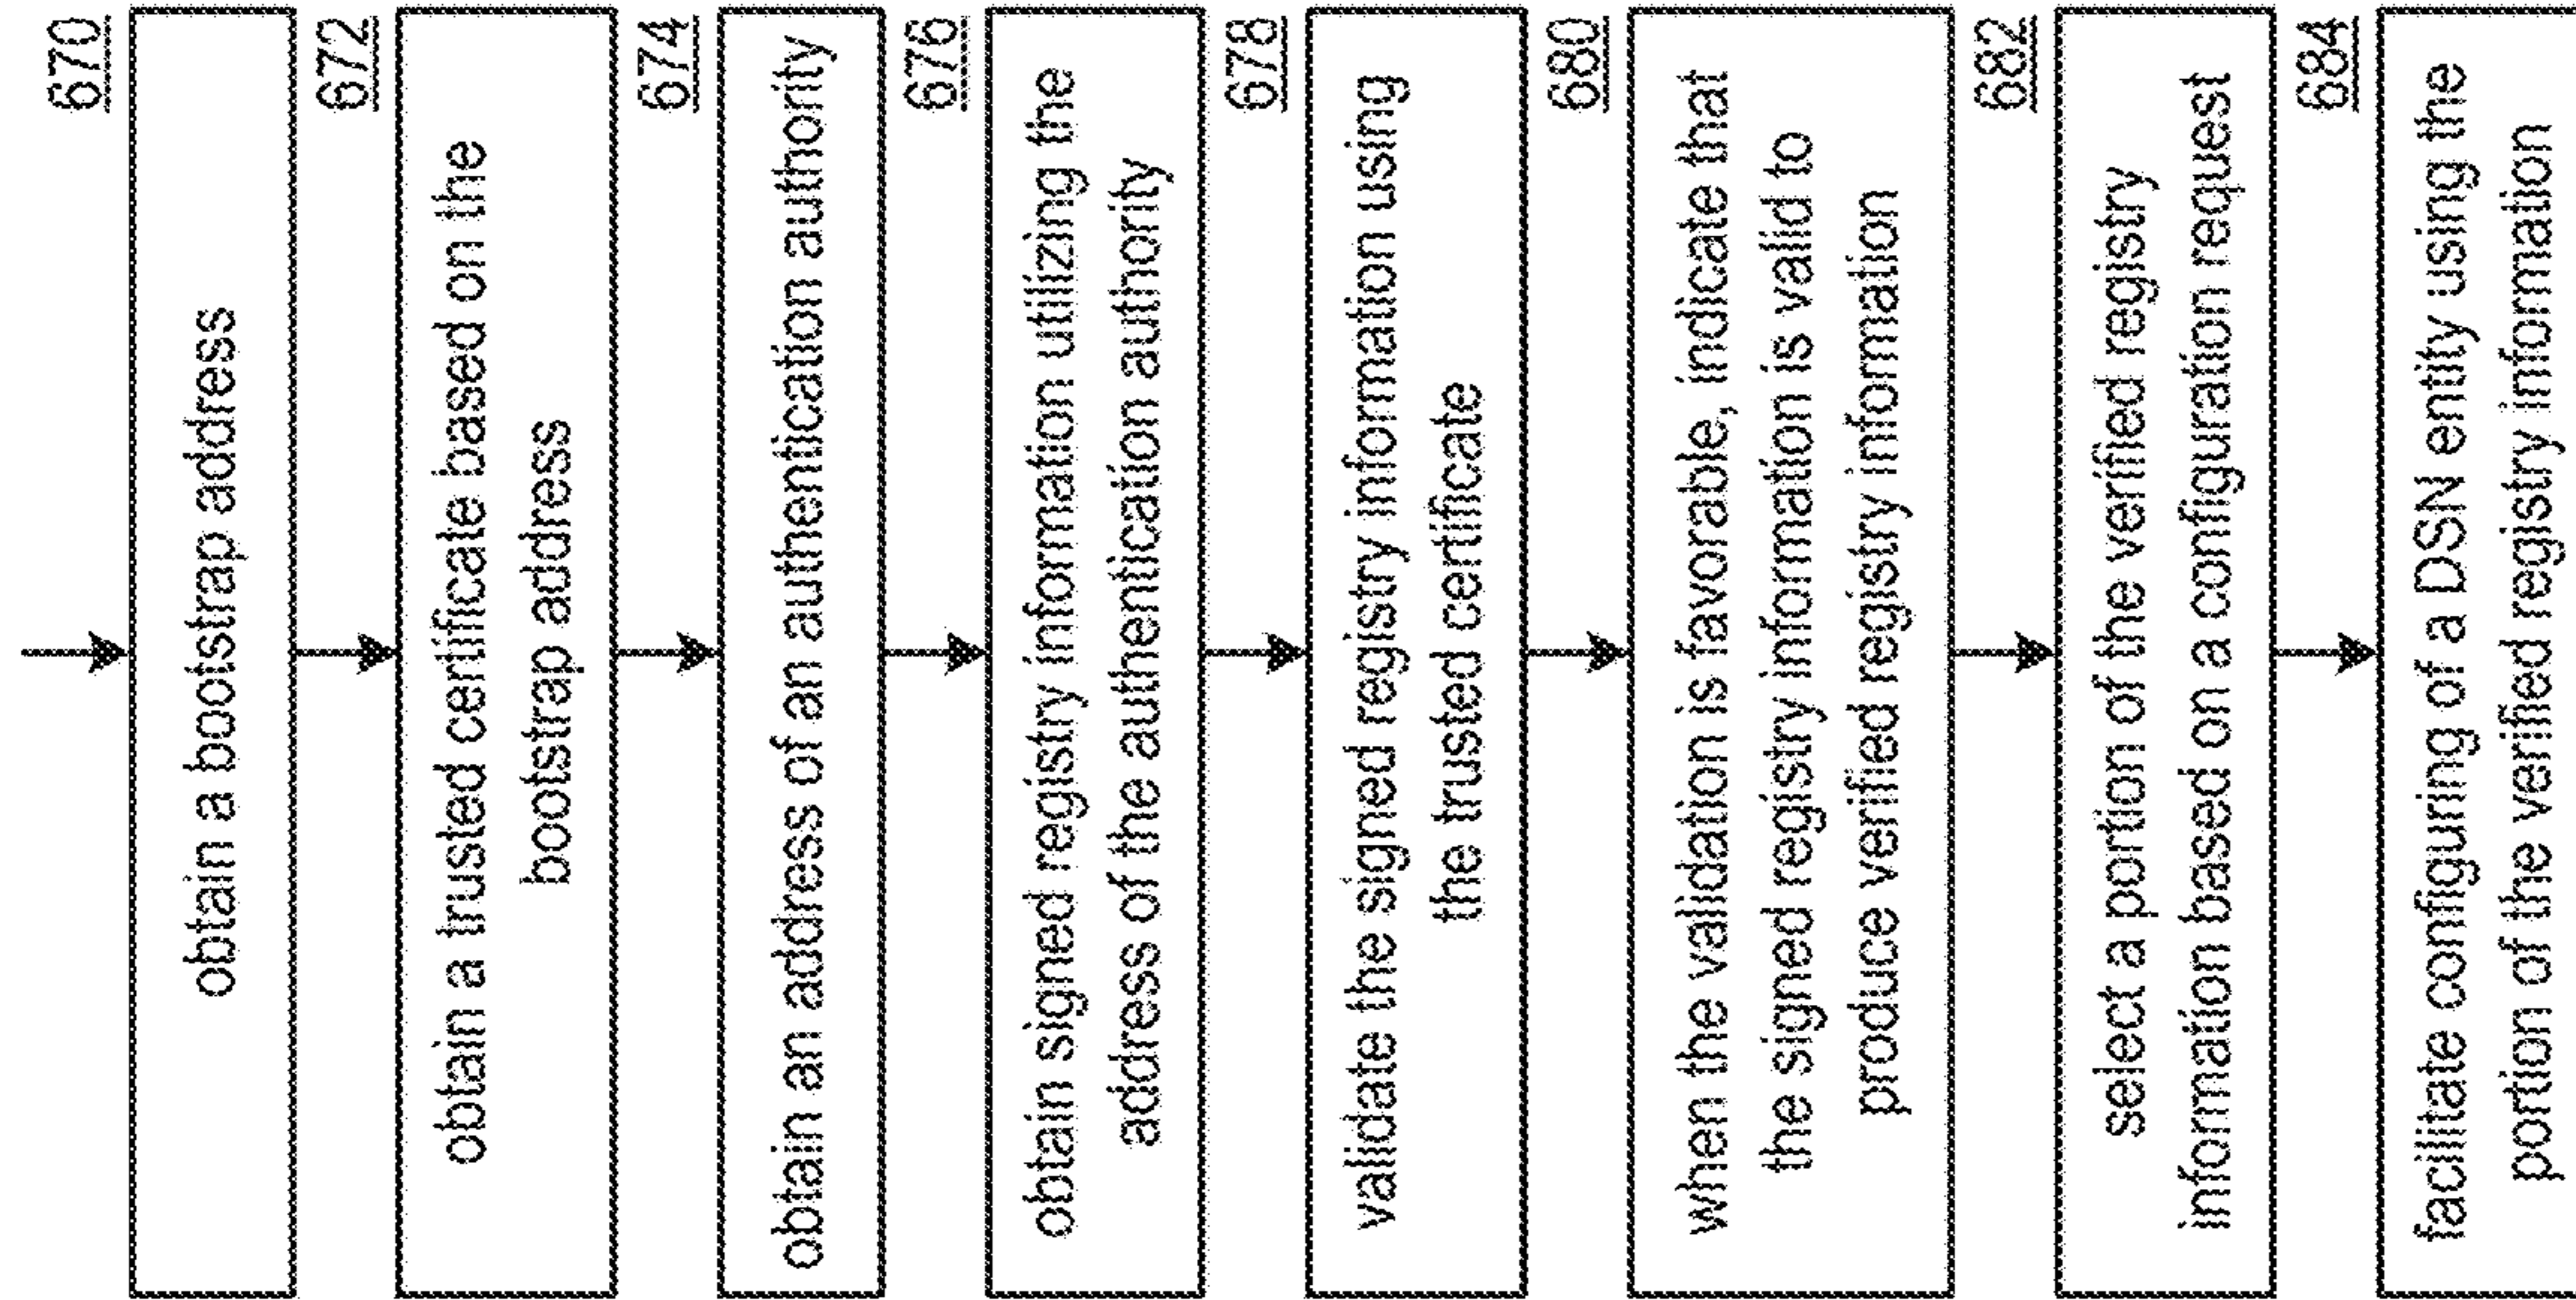 670
obtain a bootstrap address
672
obtain a trusted certificate based on the
bootstrap address
674
obtain an address of an authentication authority
676
obtain signed registry information utilizing the
address of the authentication authority
678
validate the signed registry information using
the trusted certificate
680
when the validation is favorable, indicate that
the signed registry information is valid to
produce verified registry information
682
select a portion of the verified registry
information based on a configuration request
684
facilitate configuring of a DSN entity using the
portion of the verified registry information